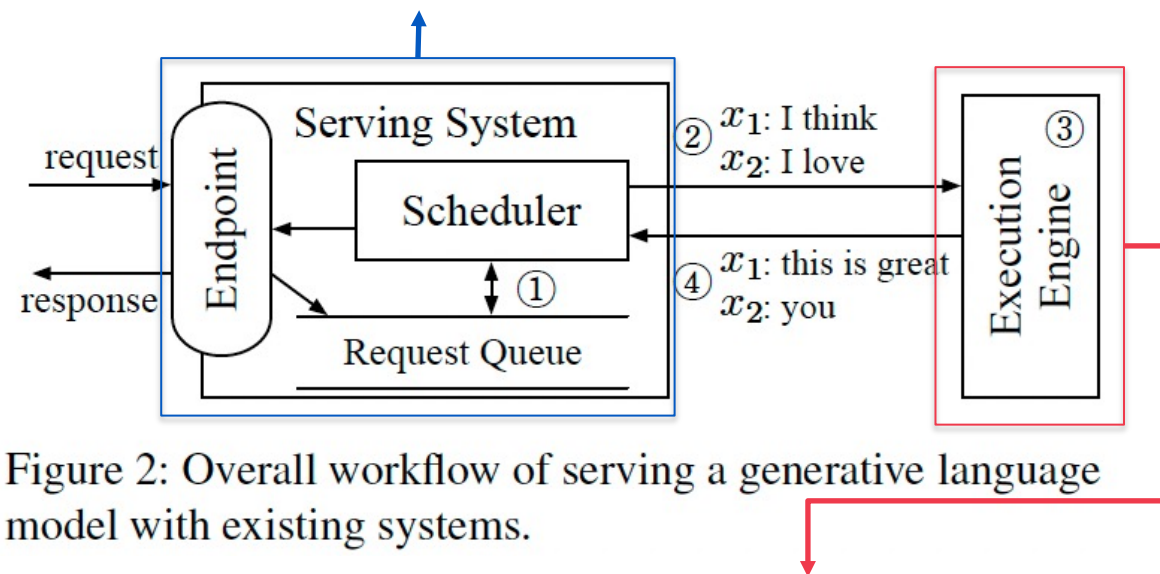 Serving System
request
Endpoint
response
Scheduler
①
Request Queue
② x₁: I think
x₂: I love
④ x₁: this is great
x₂: you
③
Execution
Engine
Figure 2: Overall workflow of serving a generative language
model with existing systems.